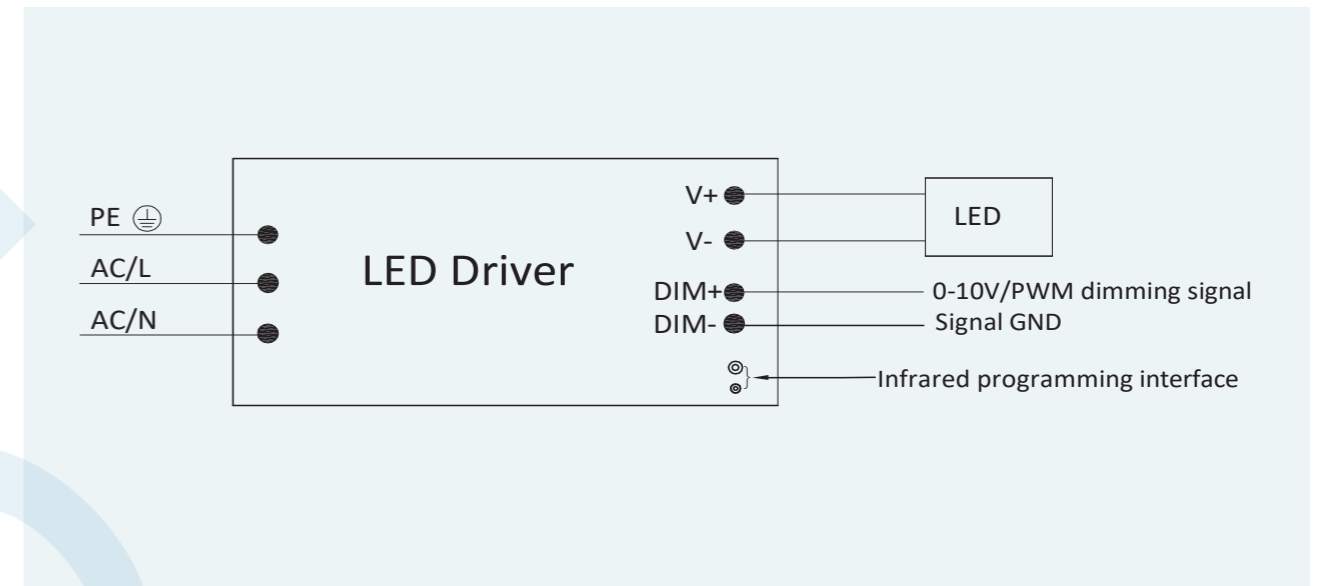 PE
AC/L
AC/N
LED Driver
V+
V-
DIM+
DIM-
LED
0-10V/PWM dimming signal
Signal GND
Infrared programming interface